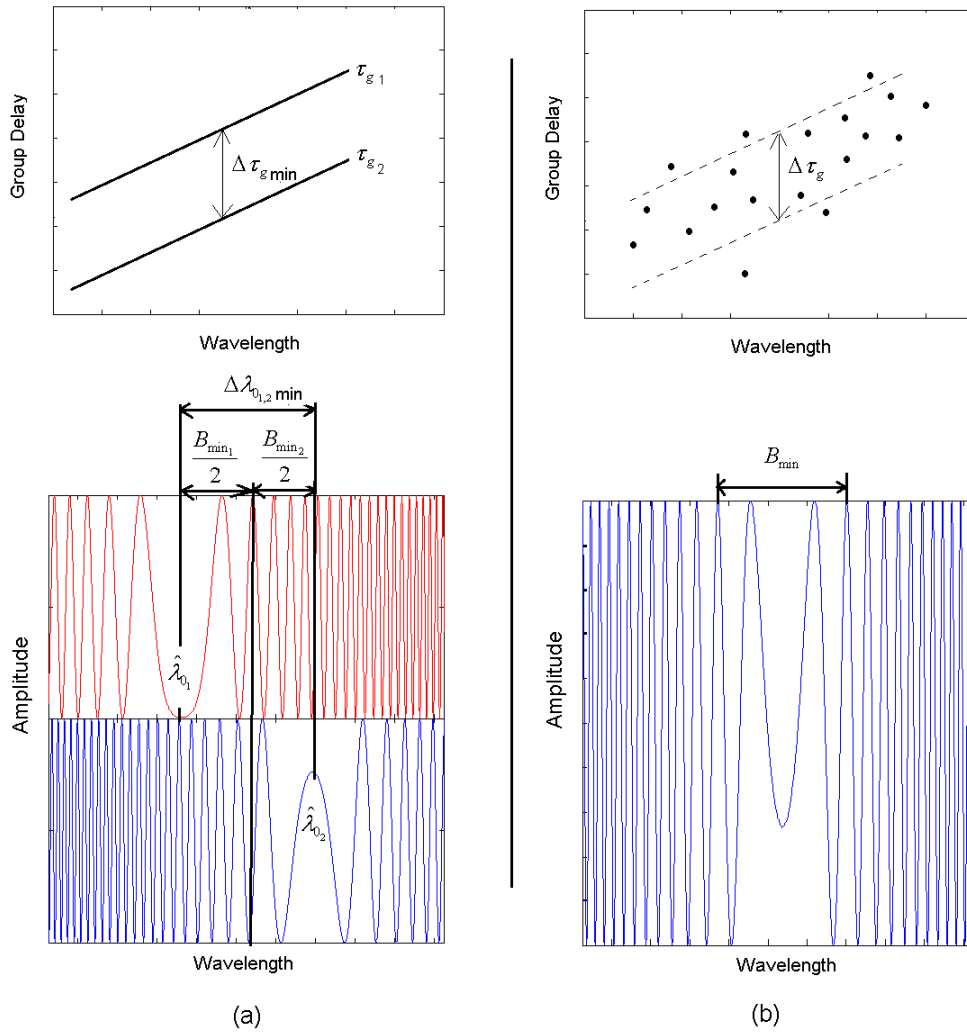 Group Delay
τg1
Δτg min
τg2
Wavelength
Δλ01,2 min
Bmin1
2
Bmin2
2
Amplitude
λ̂01
λ̂02
Wavelength
(a)
Group Delay
Δτg
Wavelength
Bmin
Amplitude
Wavelength
(b)